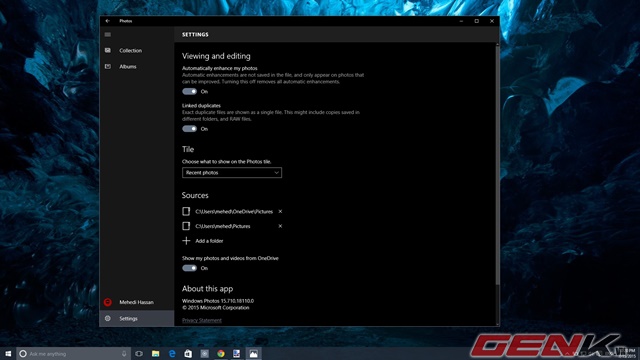 Photos
SETTINGS
Collection
Albums
Viewing and editing
Automatically enhance my photos
Automatic enhancements are not saved in the file, and only appear on photos that
can be improved. Turning this off removes all automatic enhancements.
On
Linked duplicates
Exact duplicate files are shown as a single file. This might include copies saved in
different folders, and RAW files.
On
Tile
Choose what to show on the Photos tile.
Recent photos
Sources
C:\Users\mehed\OneDrive\Pictures
C:\Users\mehed\Pictures
Add a folder
Show my photos and videos from OneDrive
On
About this app
Windows Photos 15.710.18110.0
© 2015 Microsoft Corporation
Privacy Statement
Mehedi Hassan
Settings
Ask me anything
GENK